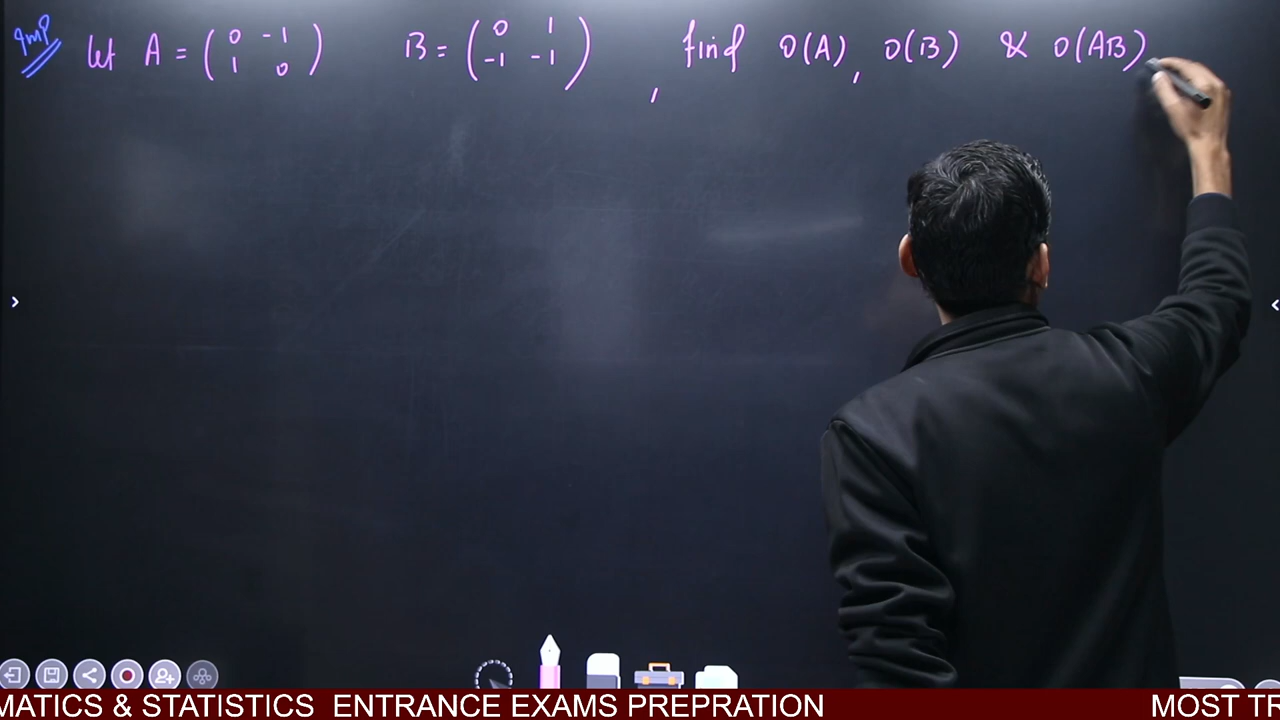 Imp let A = ( 0 -1 ) B = ( 0 1 ) , find O(A), O(B) & O(AB)
( 1 0 ) ( -1 -1 )
MATICS & STATISTICS ENTRANCE EXAMS PREPRATION MOST TR